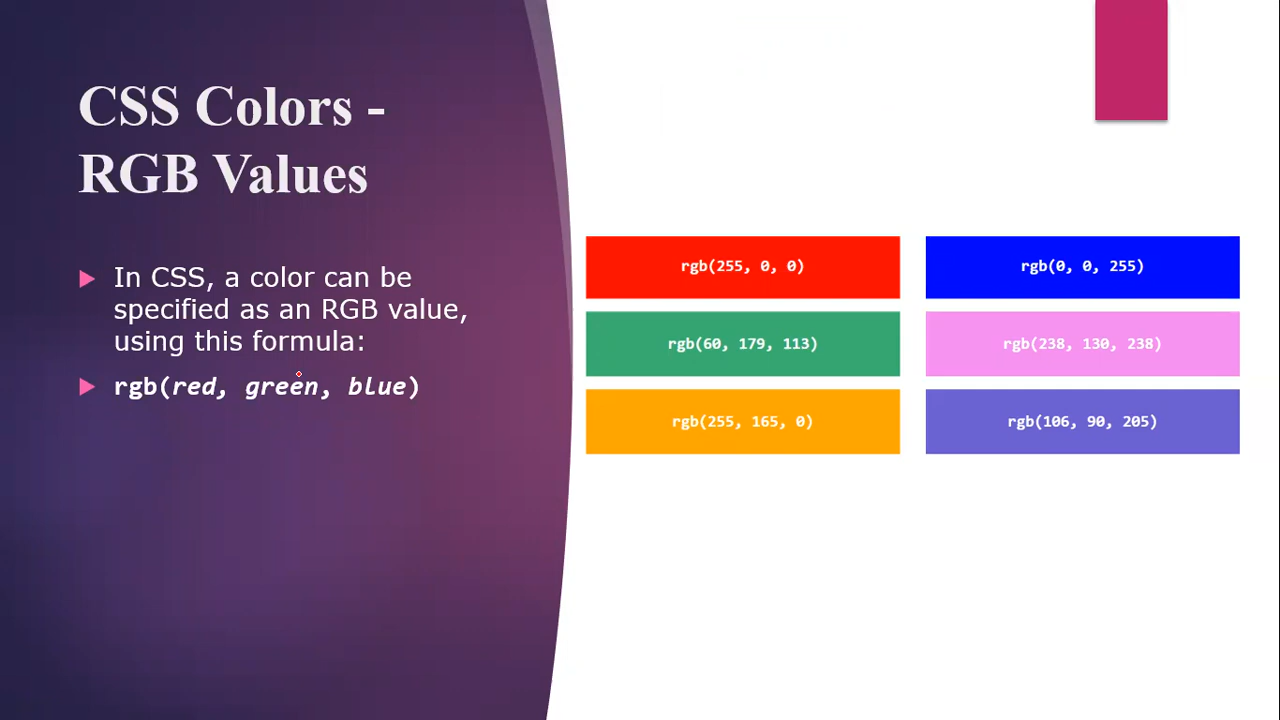 CSS Colors -
RGB Values
In CSS, a color can be
specified as an RGB value,
using this formula:
rgb(red, green, blue)
rgb(255, 0, 0)
rgb(0, 0, 255)
rgb(60, 179, 113)
rgb(238, 130, 238)
rgb(255, 165, 0)
rgb(106, 90, 205)